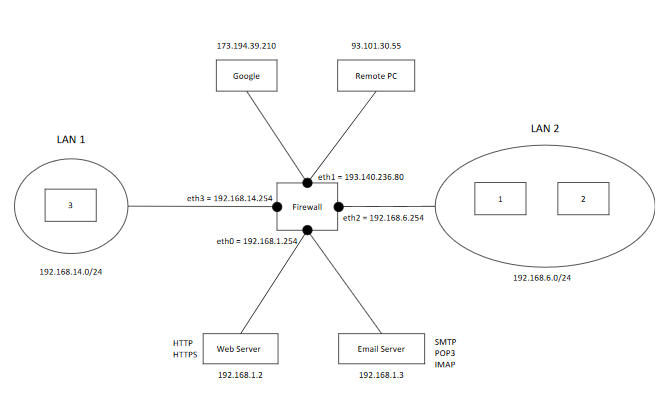 173.194.39.210
93.101.30.55
Google
Remote PC
LAN 1
LAN 2
eth1 = 193.140.236.80
3
eth3 = 192.168.14.254
Firewall
1
2
eth2 = 192.168.6.254
eth0 = 192.168.1.254
192.168.14.0/24
192.168.6.0/24
HTTP
HTTPS
Web Server
192.168.1.2
Email Server
192.168.1.3
SMTP
POP3
IMAP